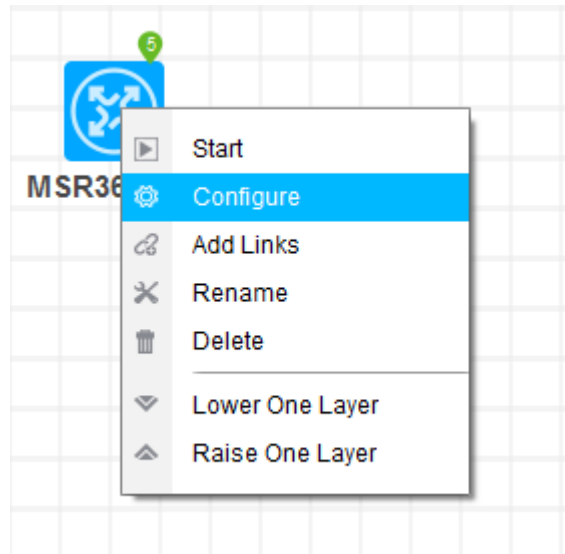 5
MSR36
Start
Configure
Add Links
Rename
Delete
Lower One Layer
Raise One Layer